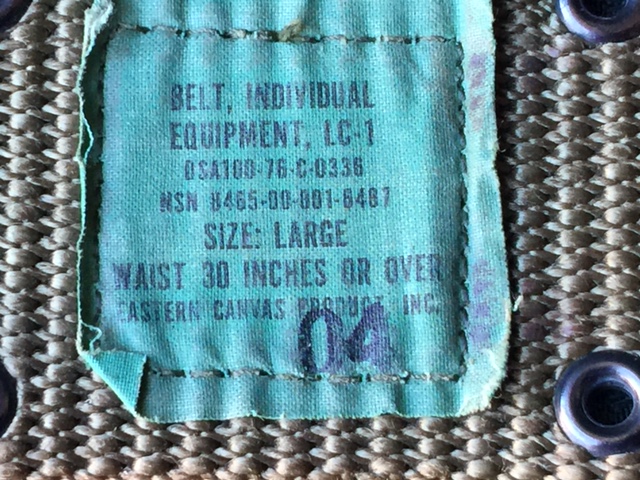 BELT, INDIVIDUAL
EQUIPMENT, LC-1
DSA100-76-C-0336
NSN 8465-00-001-6487
SIZE: LARGE
WAIST 30 INCHES OR OVER
EASTERN CANVAS PRODUCT, INC.
04